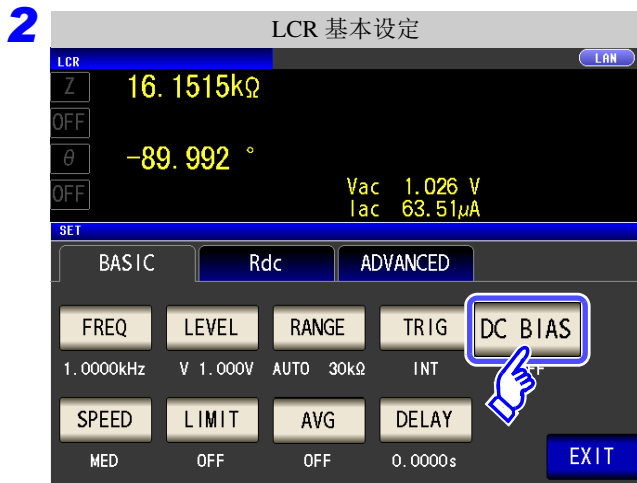 2
LCR 基本设定
LCR
LAN
Z 16.1515kΩ
OFF
θ -89.992 °
OFF
Vac 1.026 V
Iac 63.51μA
SET
BASIC Rdc ADVANCED
FREQ LEVEL RANGE TRIG DC BIAS
1.0000kHz V 1.000V AUTO 30kΩ INT
SPEED LIMIT AVG DELAY
MED OFF OFF 0.0000s
EXIT